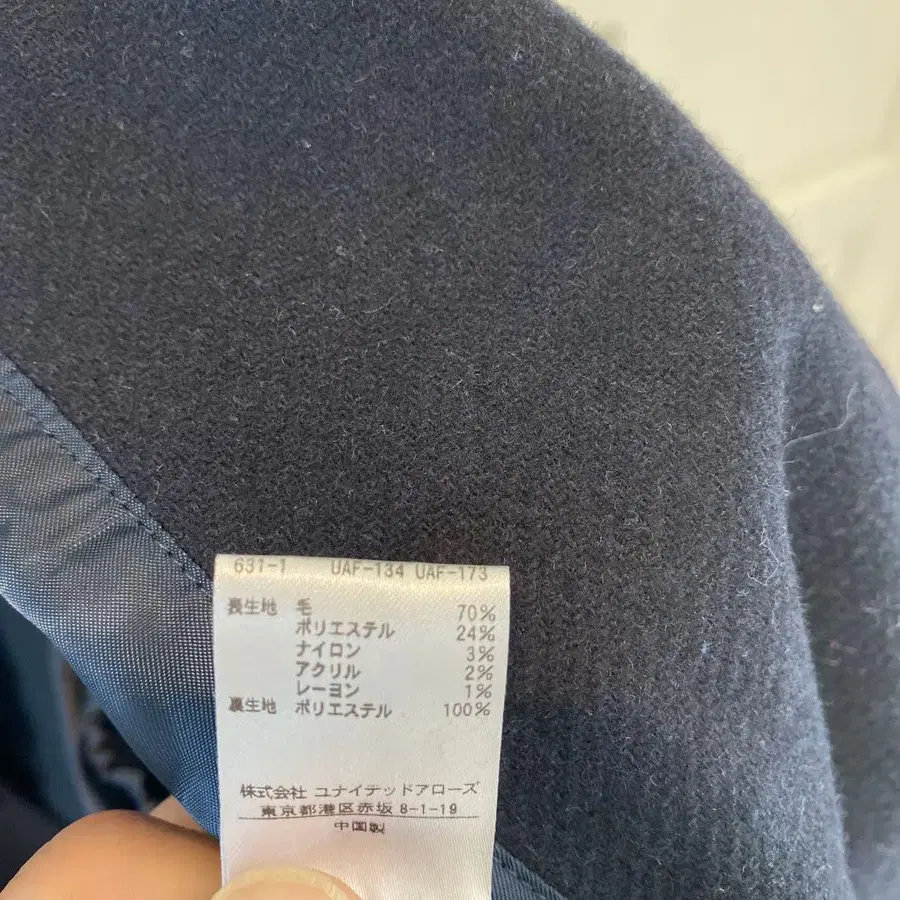 631-1 UAF-134 UAF-173
表生地 毛 70%
ポリエステル 24%
ナイロン 3%
アクリル 2%
レーヨン 1%
裏生地 ポリエステル 100%
株式会社 ユナイテッドアローズ
東京都港区赤坂 8-1-19
中国製